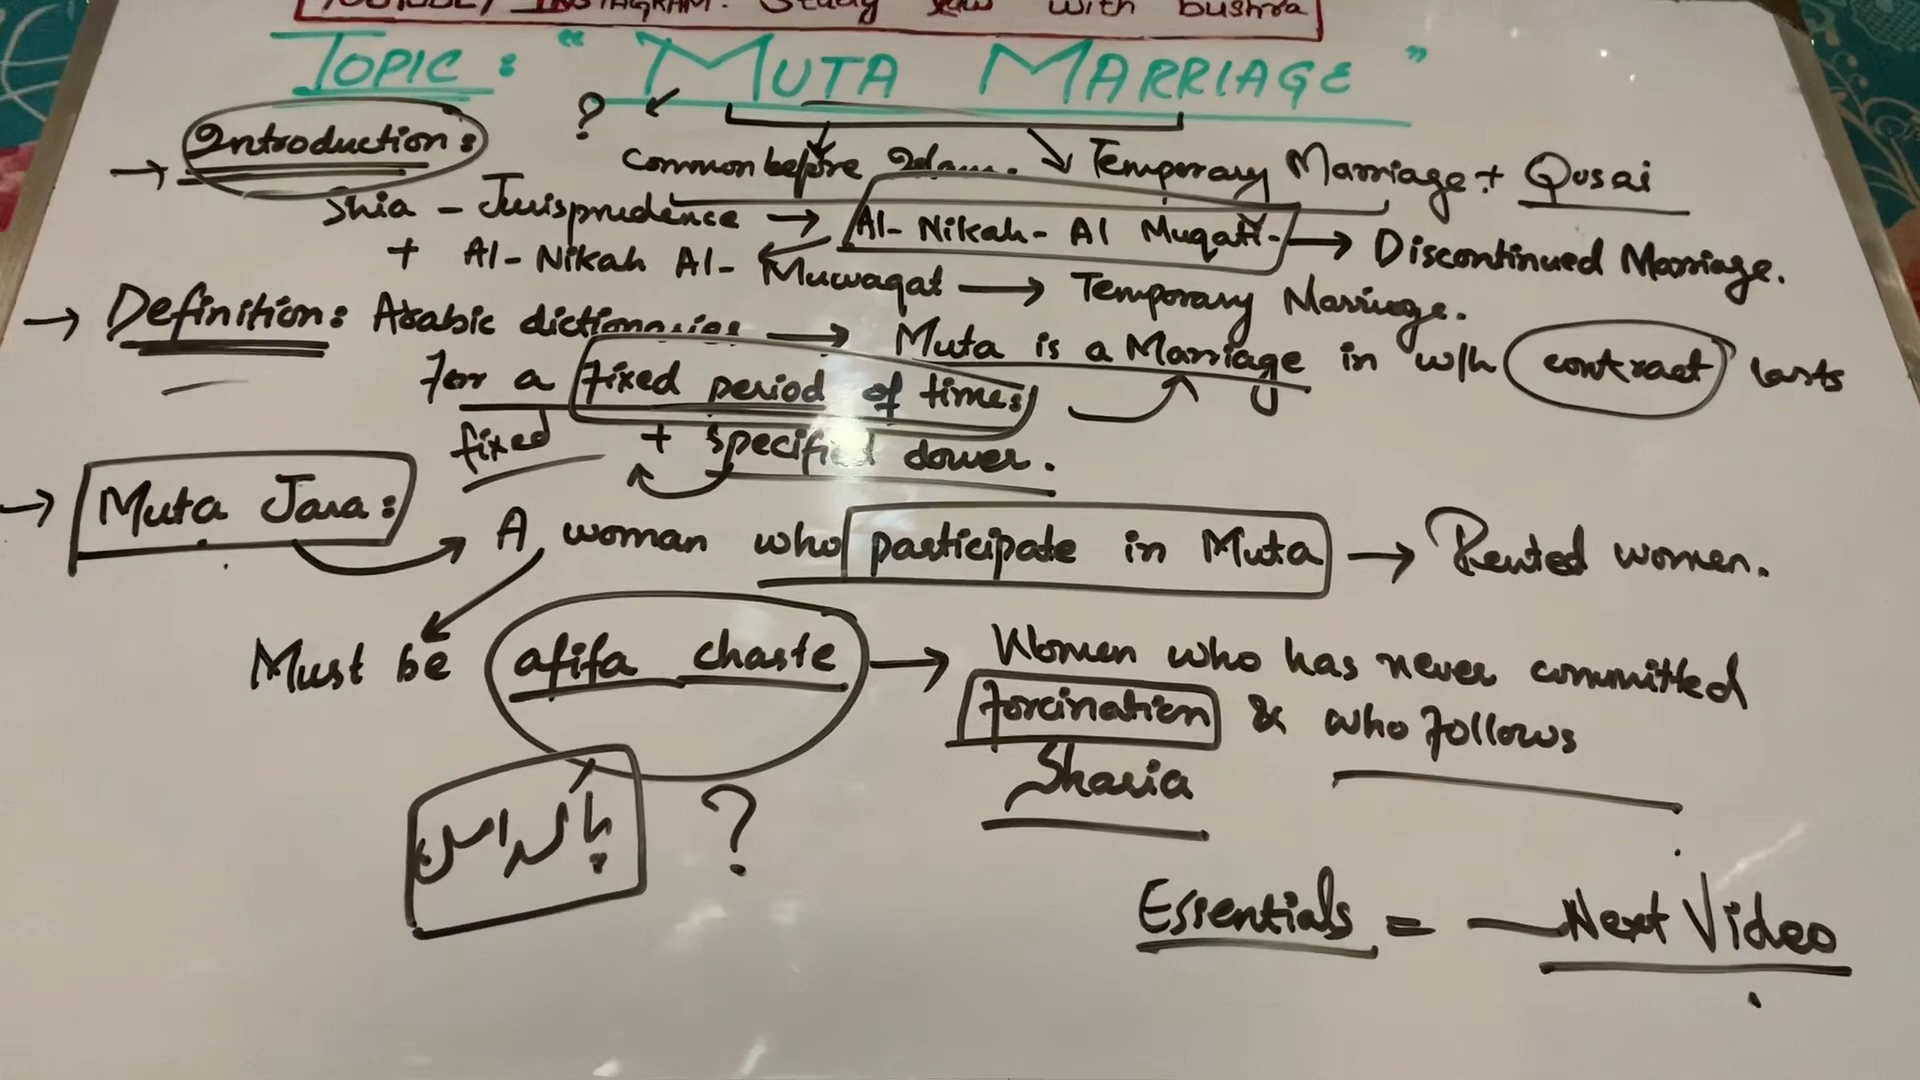 YOUTUBE/ INSTAGRAM: Study law with bushra
TOPIC: "MUTA MARRIAGE"
?
Introduction:
Common before Islam. Temporary Marriage + Qusai
Shia - Jurisprudence → Al- Nikah- Al Muqati- → Discontinued Marriage.
+ Al- Nikah Al- Muwaqat → Temporary Marriage.
→ Definition: Arabic dictionaries → Muta is a Marriage in w/h contract lasts
for a fixed period of time:
fixed + specified dower.
→ Muta Jara:
A woman who participate in Muta → Rented women.
Must be afifa chaste → Women who has never committed
forcination & who follows
Sharia
?
Essentials = — Next Video